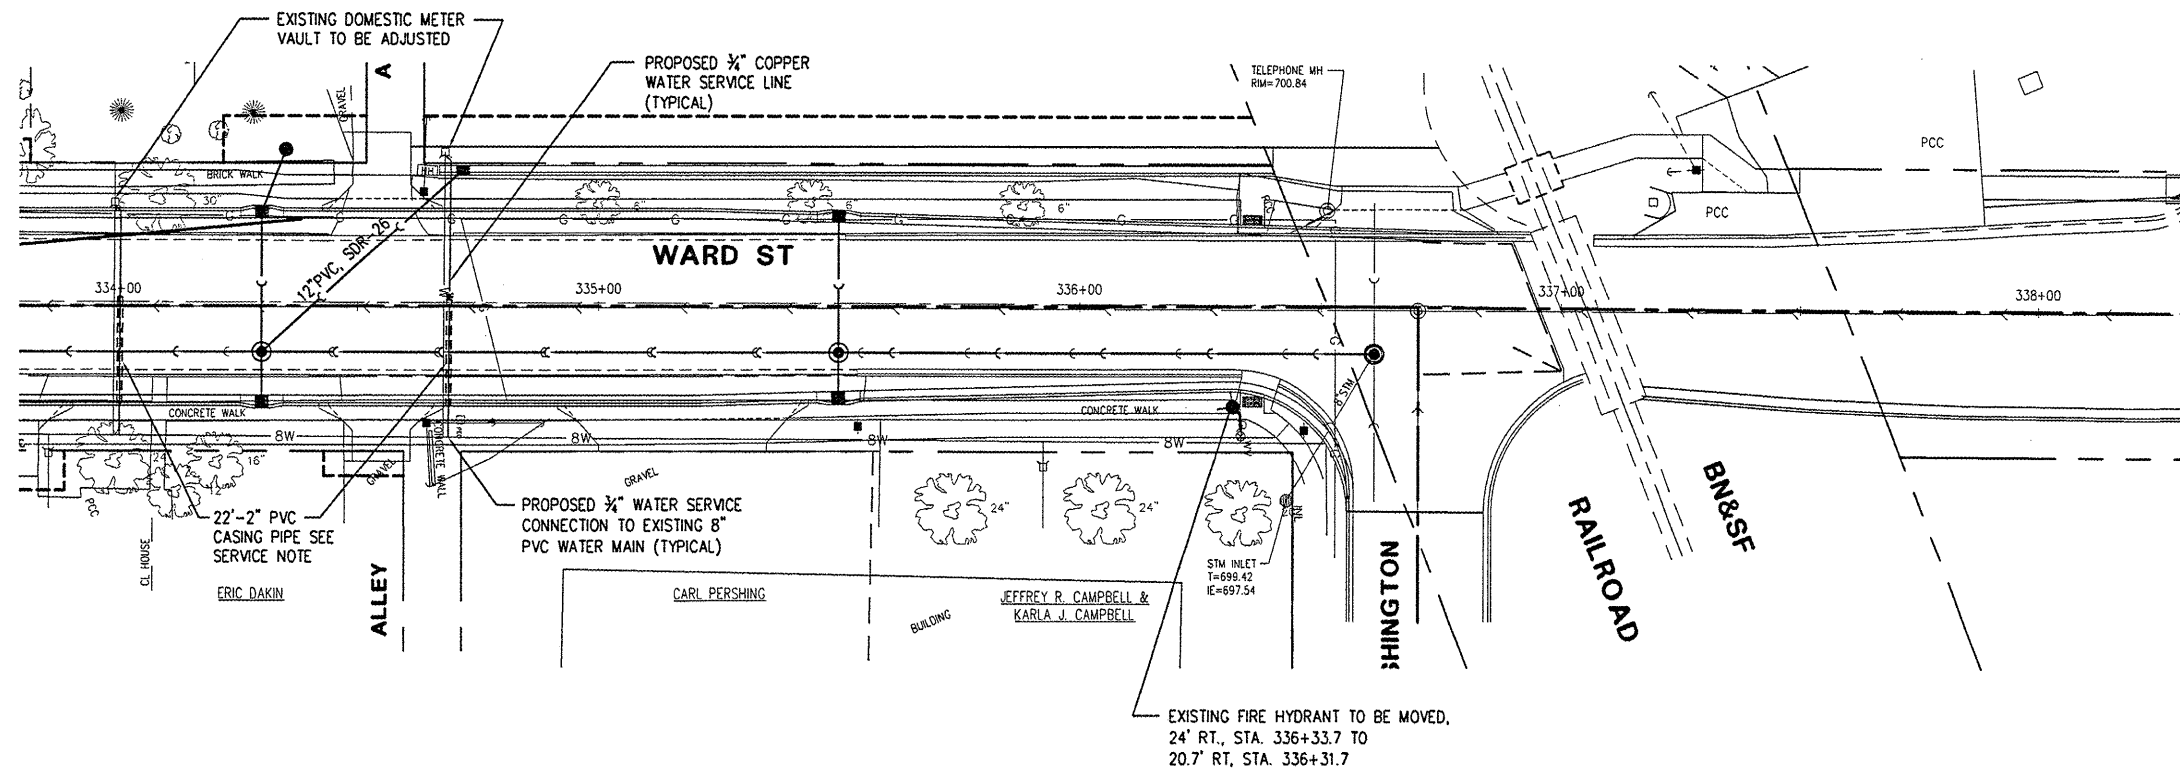 EXISTING DOMESTIC METER
VAULT TO BE ADJUSTED
A
PROPOSED ¾" COPPER
WATER SERVICE LINE
(TYPICAL)
TELEPHONE MH
RIM=700.84
GRAVEL
PCC
BRICK WALK
HH
30"
6"
6"
6"
PCC
G
G
G
G
G
G
G
G
12"PVC, SDR-26
WARD ST
334+00
335+00
336+00
337+00
338+00
8"STM
CONCRETE WALK
CONCRETE WALK
8W
8W
8W
8W
CONCRETE WALL
24"
16"
12"
GRAVEL
GRAVEL
PCC
24"
24"
22'-2" PVC
CASING PIPE SEE
SERVICE NOTE
PROPOSED ¾" WATER SERVICE
CONNECTION TO EXISTING 8"
PVC WATER MAIN (TYPICAL)
CL HOUSE
ERIC DAKIN
ALLEY
CARL PERSHING
BUILDING
JEFFREY R. CAMPBELL &
KARLA J. CAMPBELL
STM INLET
T=699.42
IE=697.54
SHINGTON
RAILROAD
BN&SF
EXISTING FIRE HYDRANT TO BE MOVED,
24' RT., STA. 336+33.7 TO
20.7' RT, STA. 336+31.7